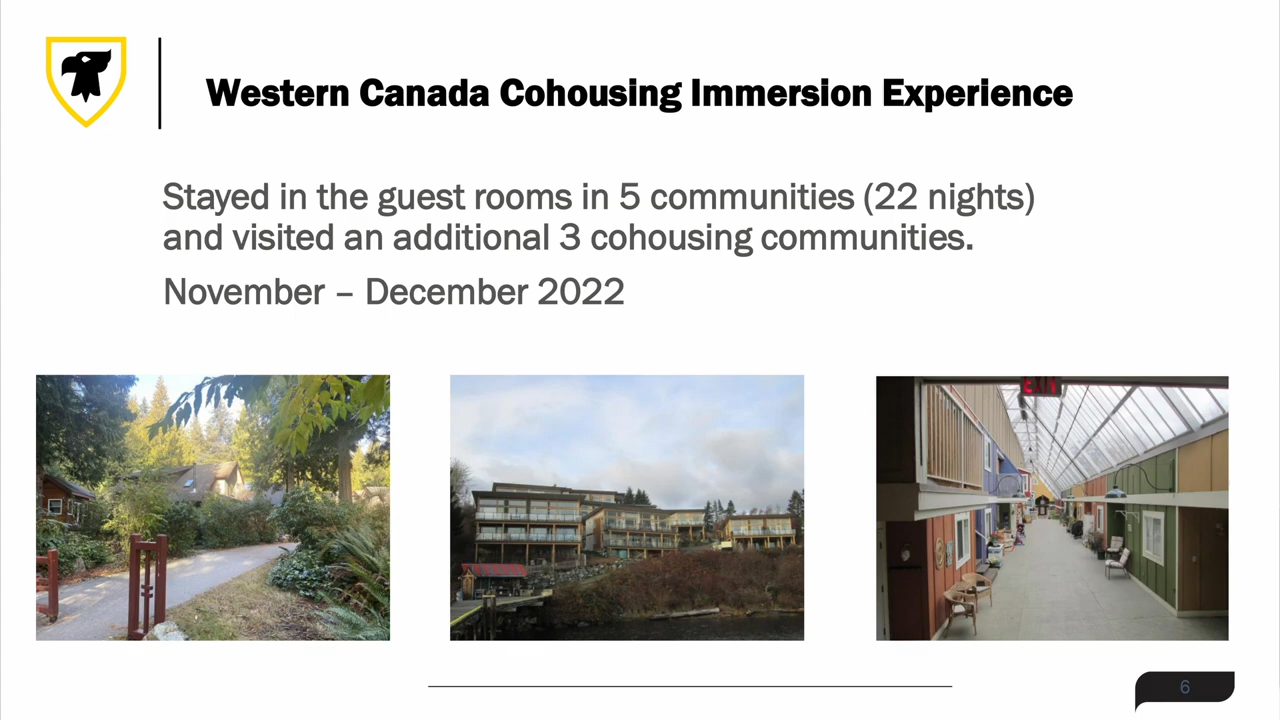 Western Canada Cohousing Immersion Experience
Stayed in the guest rooms in 5 communities (22 nights)
and visited an additional 3 cohousing communities.
November – December 2022
EXIT
6